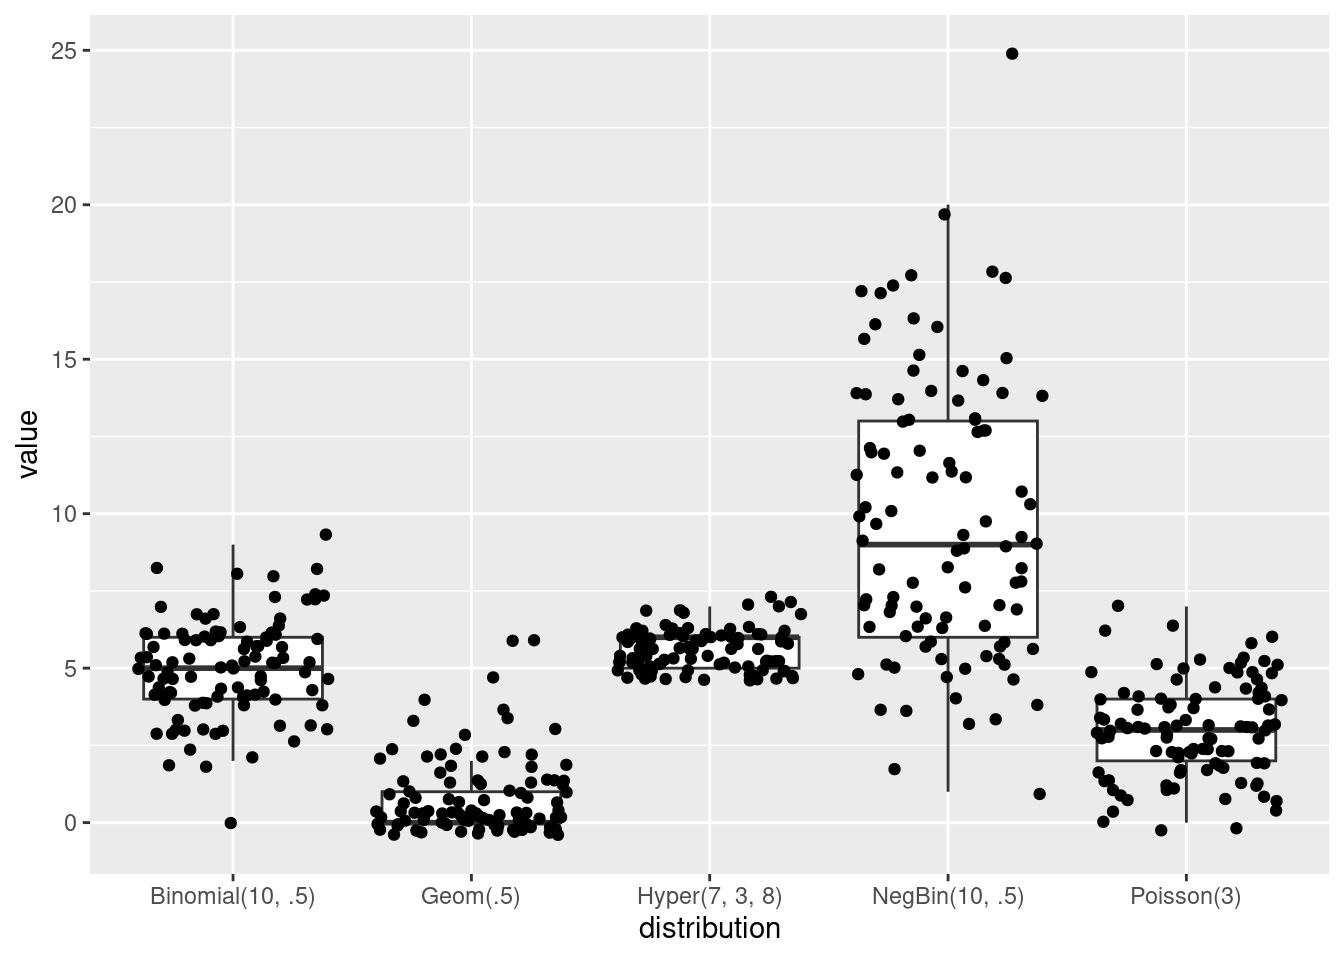 25
20
15
10
5
0
value
Binomial(10, .5) Geom(.5) Hyper(7, 3, 8) NegBin(10, .5) Poisson(3)
distribution